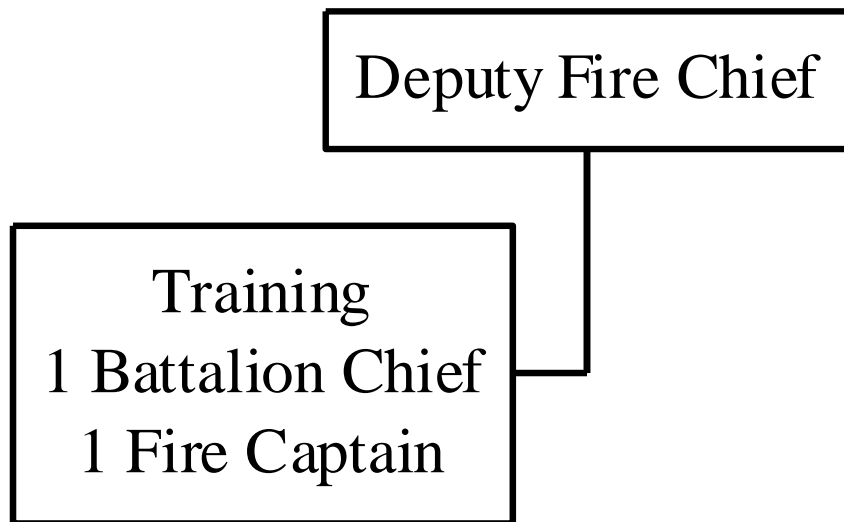 Deputy Fire Chief
Training
1 Battalion Chief
1 Fire Captain